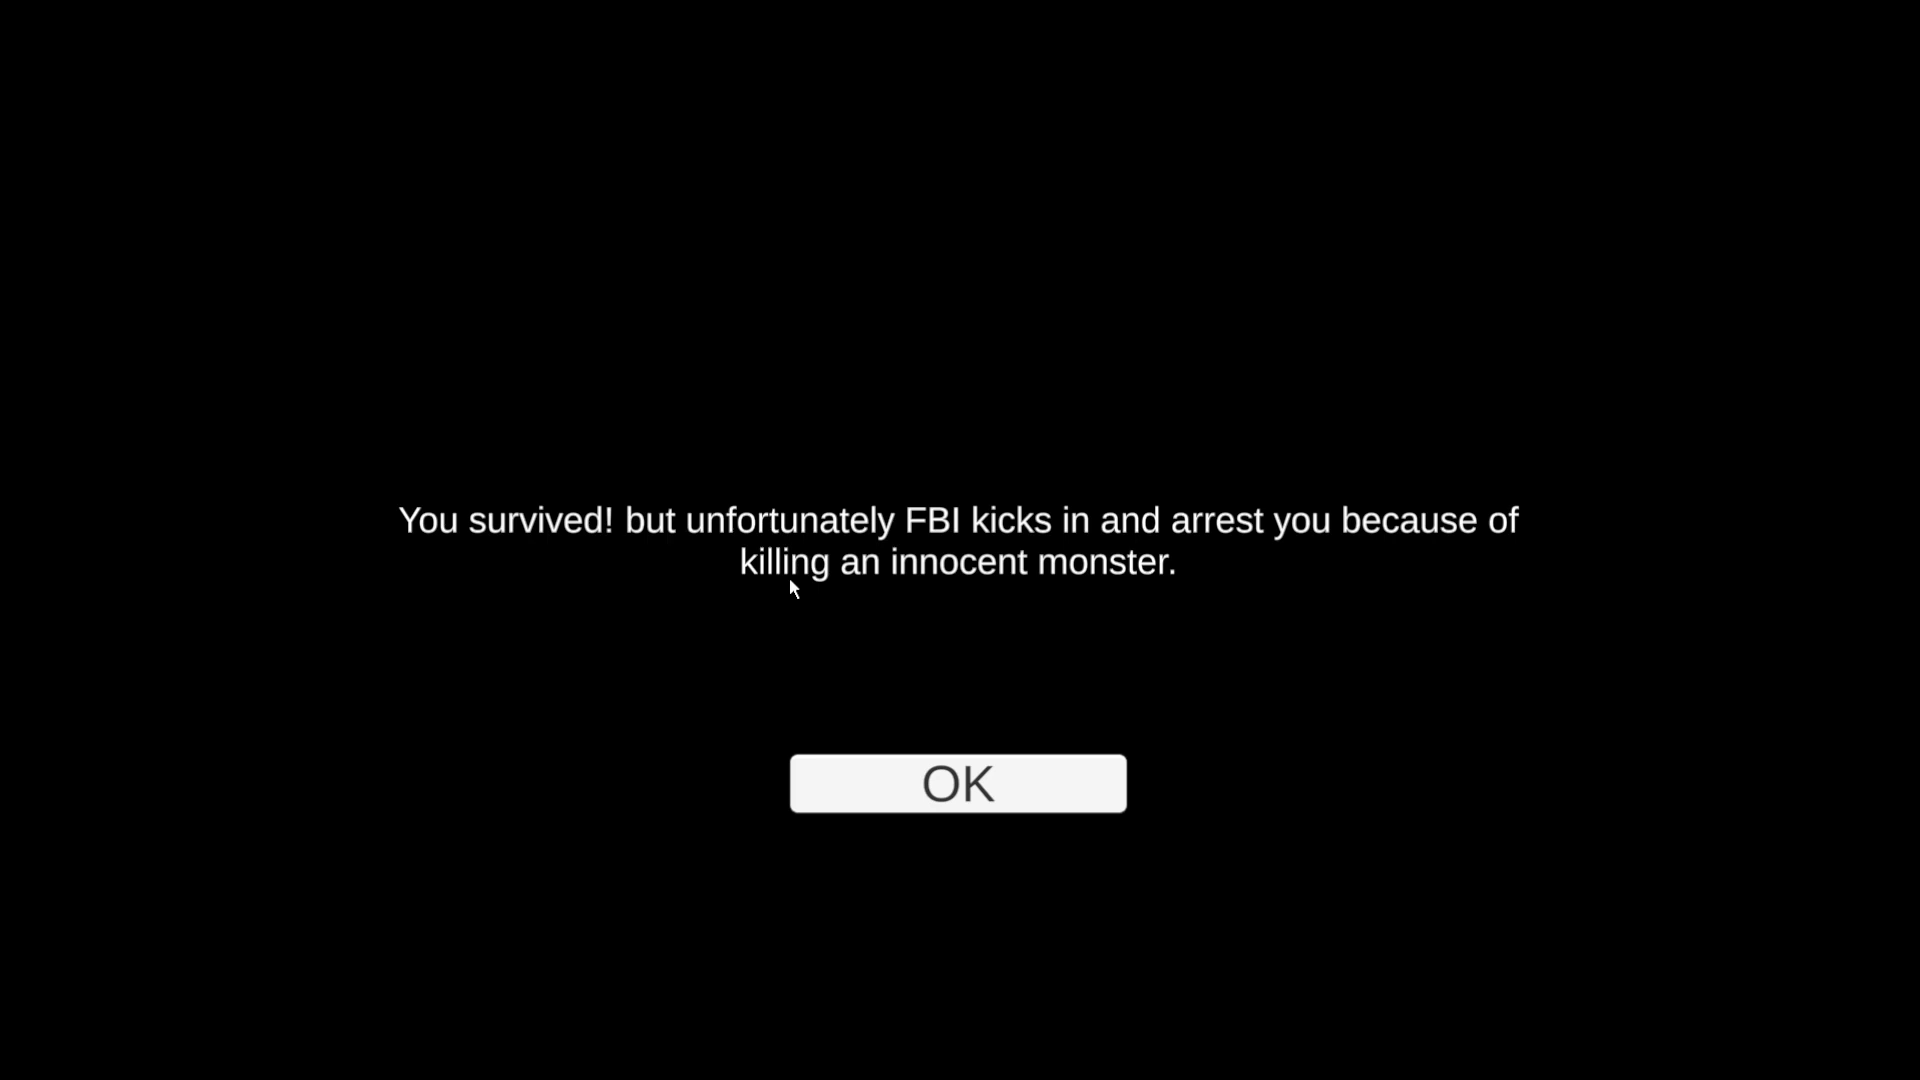 You survived! but unfortunately FBI kicks in and arrest you because of
killing an innocent monster.
OK